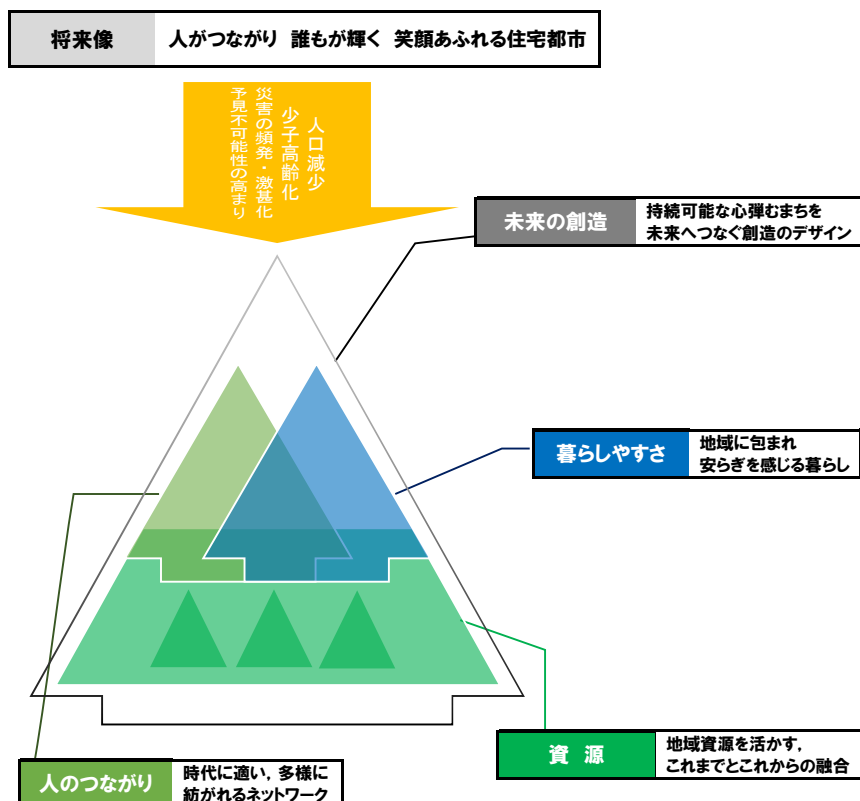 将来像
人がつながり 誰もが輝く 笑顔あふれる住宅都市
人口減少
少子高齢化
災害の頻発・激甚化
予見不可能性の高まり
未来の創造
持続可能な心弾むまちを
未来へつなぐ創造のデザイン
暮らしやすさ
地域に包まれ
安らぎを感じる暮らし
資 源
地域資源を活かす，
これまでとこれからの融合
人のつながり
時代に適い，多様に
紡がれるネットワーク